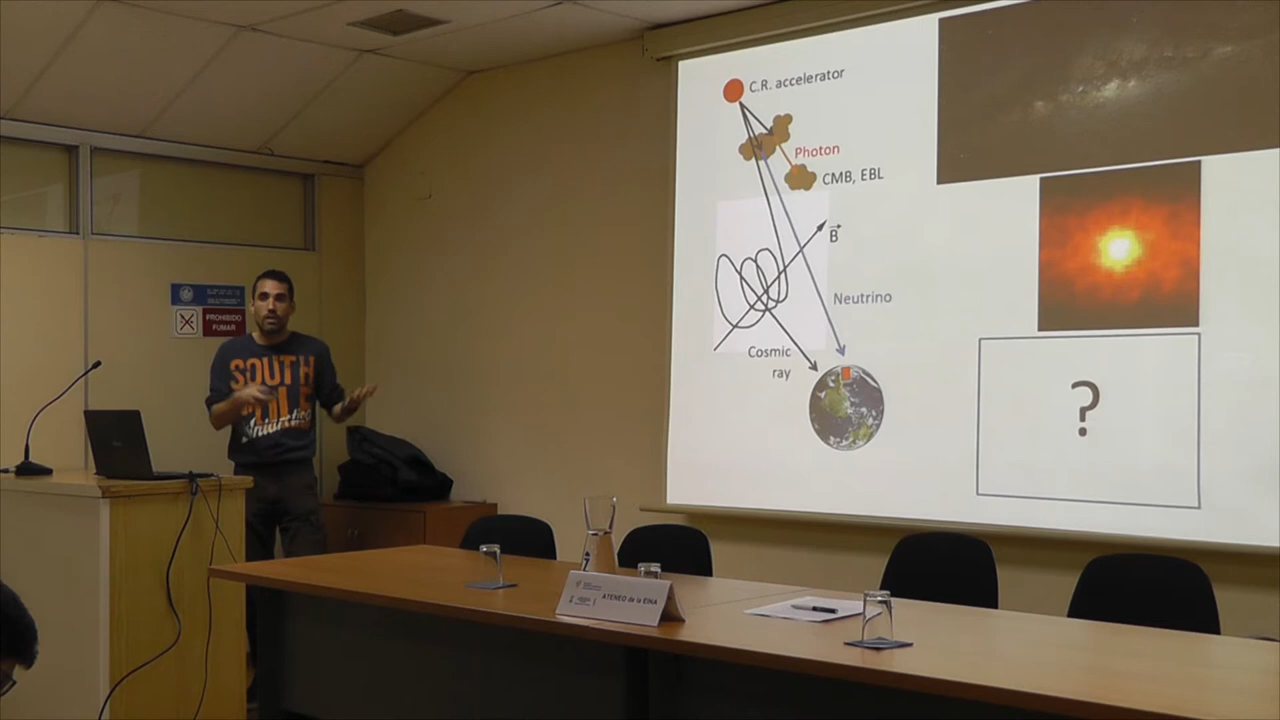 C.R. accelerator
Photon
CMB, EBL
B
Neutrino
Cosmic
ray
?
PROHIBIDO
FUMAR
SOUTH
POLE
Antarctica
ATENEO de la EINA